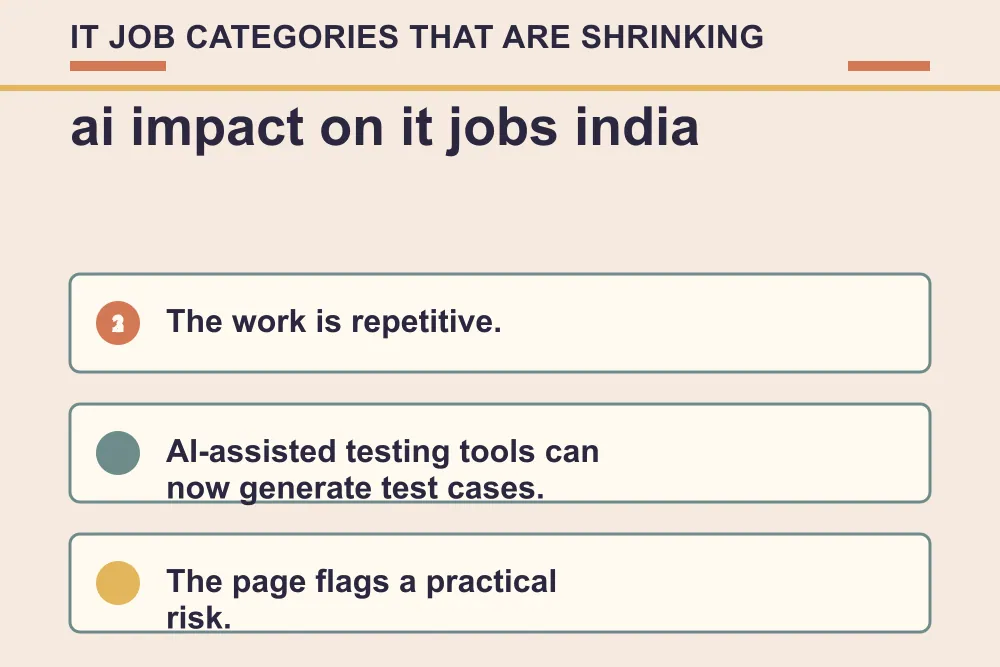 IT JOB CATEGORIES THAT ARE SHRINKING
ai impact on it jobs india
The work is repetitive.
AI-assisted testing tools can
now generate test cases.
The page flags a practical
risk.